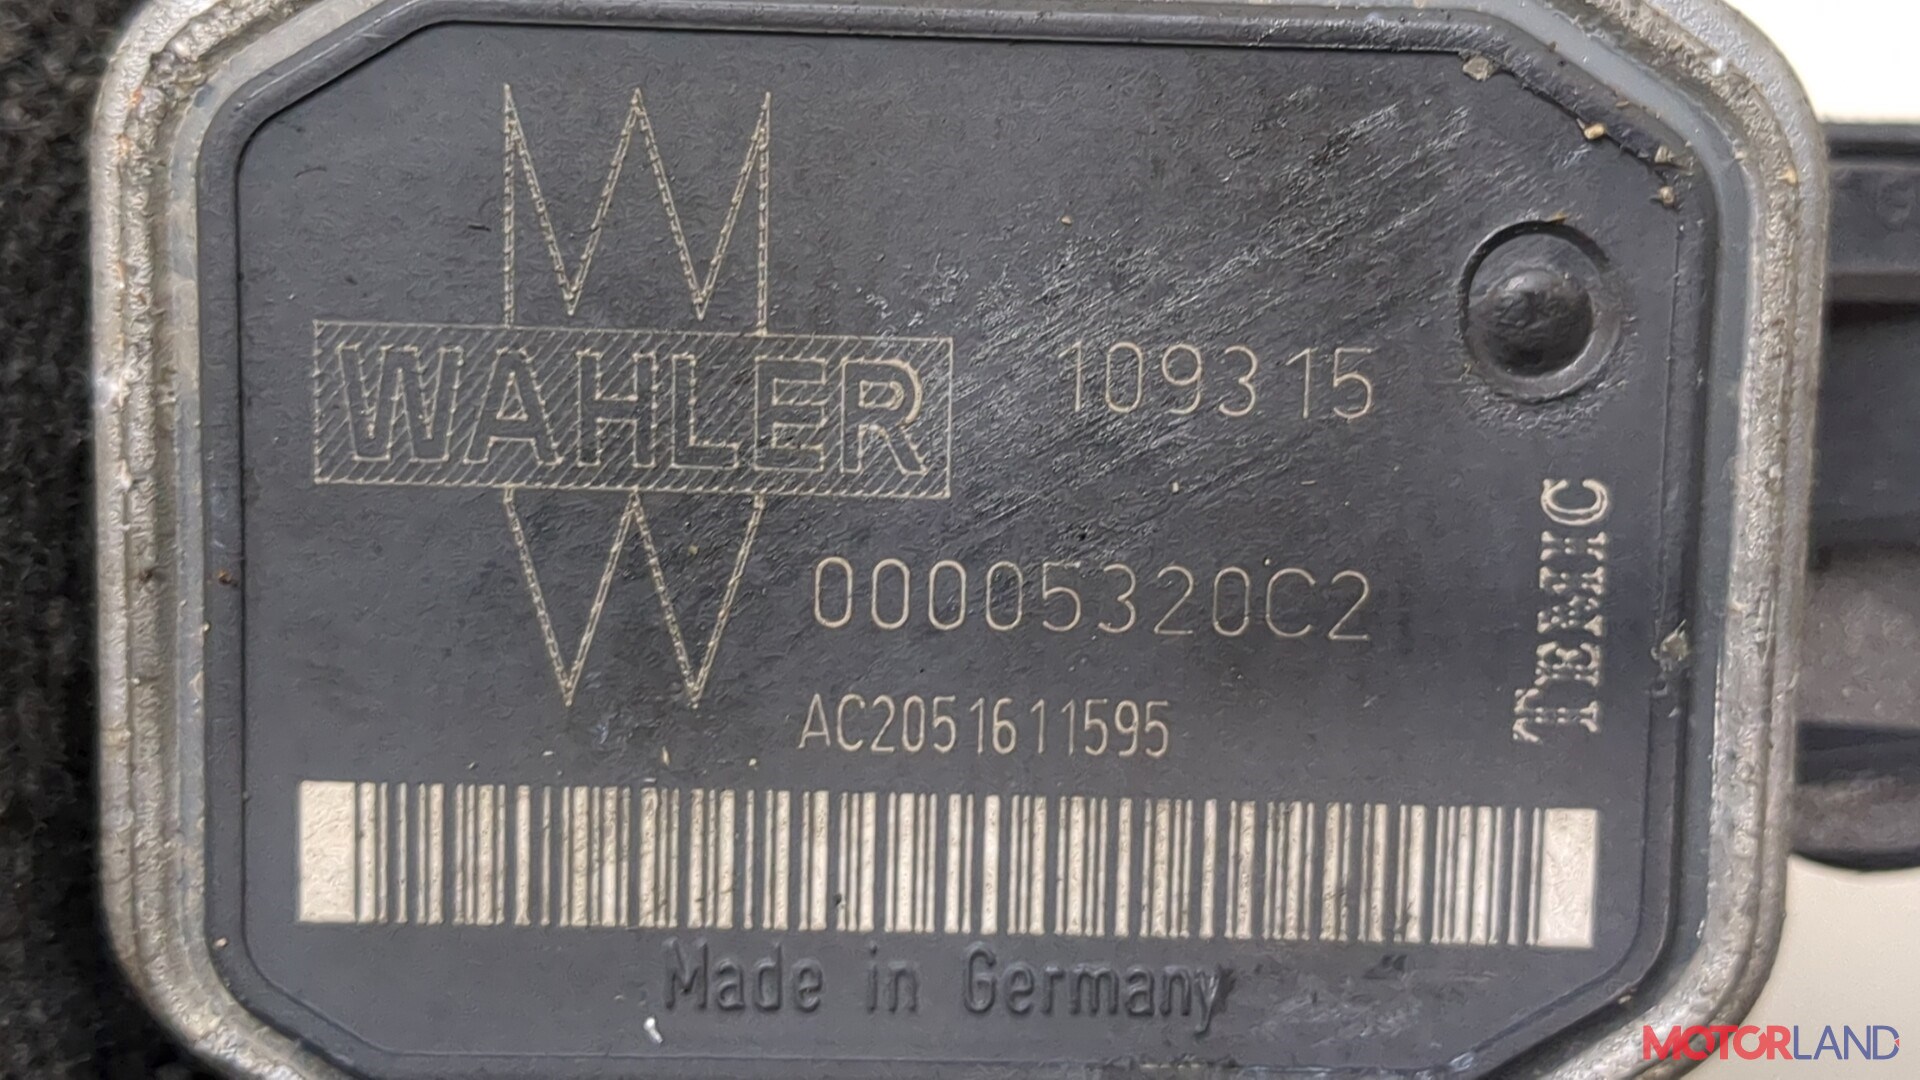 WAHLER
109315
00005320C2
AC2051611595
TEMIC
Made in Germany
MOTORLAND